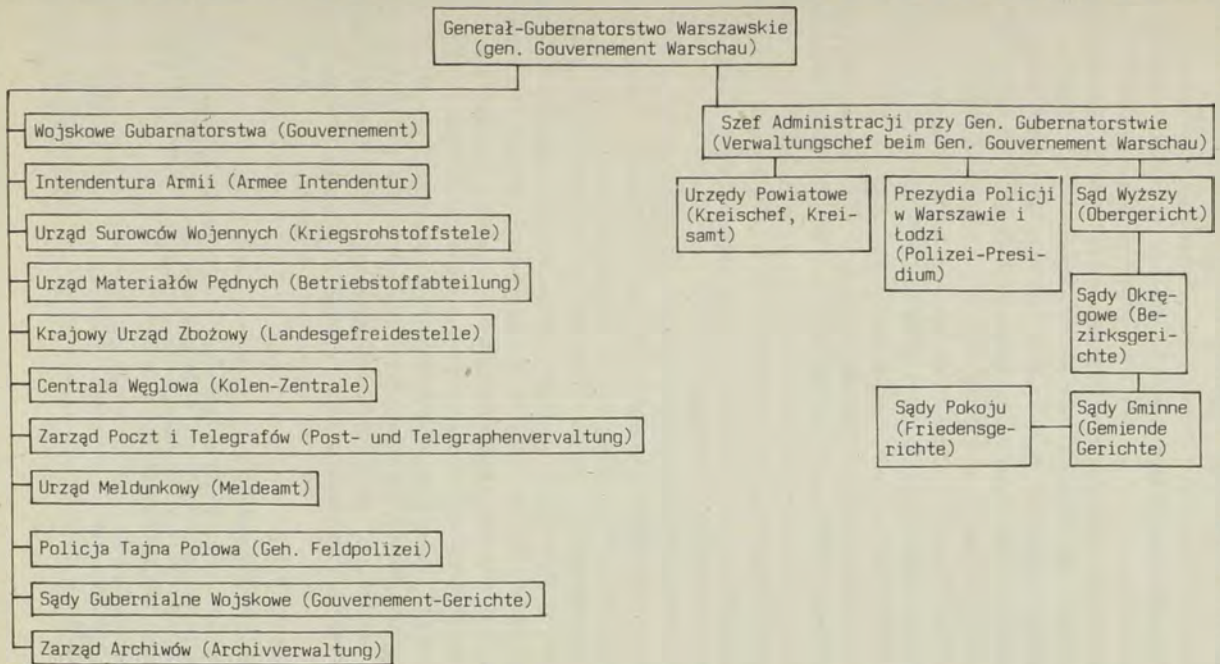 Generał-Gubernatorstwo Warszawskie
(gen. Gouvernement Warschau)
Wojskowe Gubarnatorstwa (Gouvernement)
Intendentura Armii (Armee Intendentur)
Urząd Surowców Wojennych (Kriegsrohstoffstele)
Urząd Materiałów Pędnych (Betriebstoffabteilung)
Krajowy Urząd Zbożowy (Landesgefreidestelle)
Centrala Węglowa (Kolen-Zentrale)
Zarząd Poczt i Telegrafów (Post- und Telegraphenvervaltung)
Urząd Meldunkowy (Meldeamt)
Policja Tajna Polowa (Geh. Feldpolizei)
Sądy Gubernialne Wojskowe (Gouvernement-Gerichte)
Zarząd Archiwów (Archivverwaltung)
Szef Administracji przy Gen. Gubernatorstwie
(Verwaltungschef beim Gen. Gouvernement Warschau)
Urzędy Powiatowe
(Kreischef, Krei-
samt)
Prezydia Policji
w Warszawie i
Łodzi
(Polizei-Presi-
dium)
Sąd Wyższy
(Obergericht)
Sądy Okrę-
gowe (Be-
zirksgeri-
chte)
Sądy Pokoju
(Friedensge-
richte)
Sądy Gminne
(Gemiende
Gerichte)